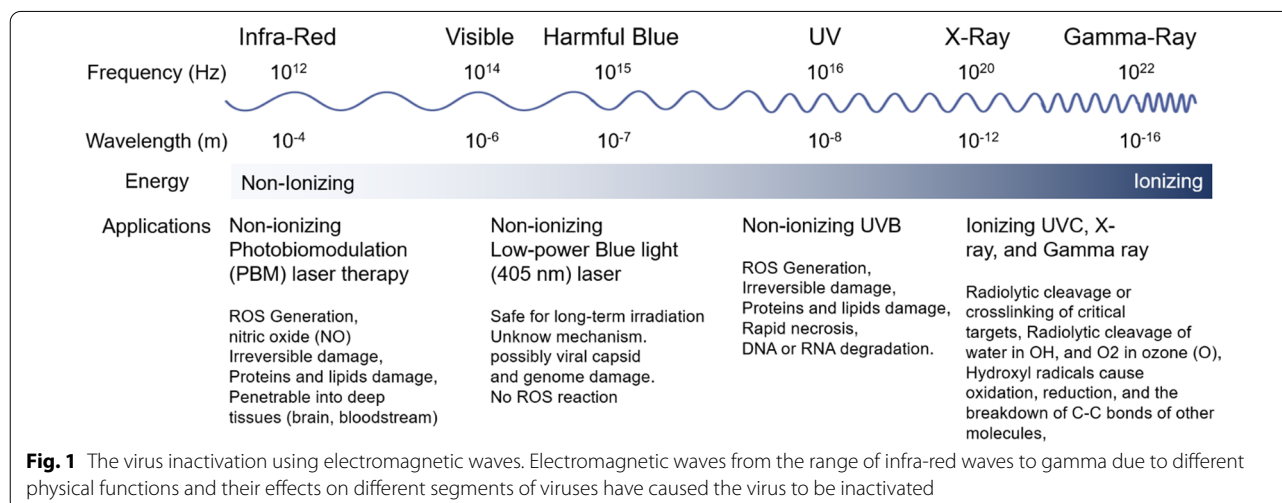 Infra-Red Visible Harmful Blue UV X-Ray Gamma-Ray
Frequency (Hz) 10¹² 10¹⁴ 10¹⁵ 10¹⁶ 10²⁰ 10²²
Wavelength (m) 10⁻⁴ 10⁻⁶ 10⁻⁷ 10⁻⁸ 10⁻¹² 10⁻¹⁶
Energy Non-Ionizing Ionizing
Applications
Non-ionizing
Photobiomodulation
(PBM) laser therapy
ROS Generation,
nitric oxide (NO)
Irreversible damage,
Proteins and lipids damage,
Penetrable into deep
tissues (brain, bloodstream)
Non-ionizing
Low-power Blue light
(405 nm) laser
Safe for long-term irradiation
Unknow mechanism.
possibly viral capsid
and genome damage.
No ROS reaction
Non-ionizing UVB
ROS Generation,
Irreversible damage,
Proteins and lipids damage,
Rapid necrosis,
DNA or RNA degradation.
Ionizing UVC, X-
ray, and Gamma ray
Radiolytic cleavage or
crosslinking of critical
targets, Radiolytic cleavage of
water in OH, and O2 in ozone (O),
Hydroxyl radicals cause
oxidation, reduction, and the
breakdown of C-C bonds of other
molecules,
Fig. 1 The virus inactivation using electromagnetic waves. Electromagnetic waves from the range of infra-red waves to gamma due to different
physical functions and their effects on different segments of viruses have caused the virus to be inactivated